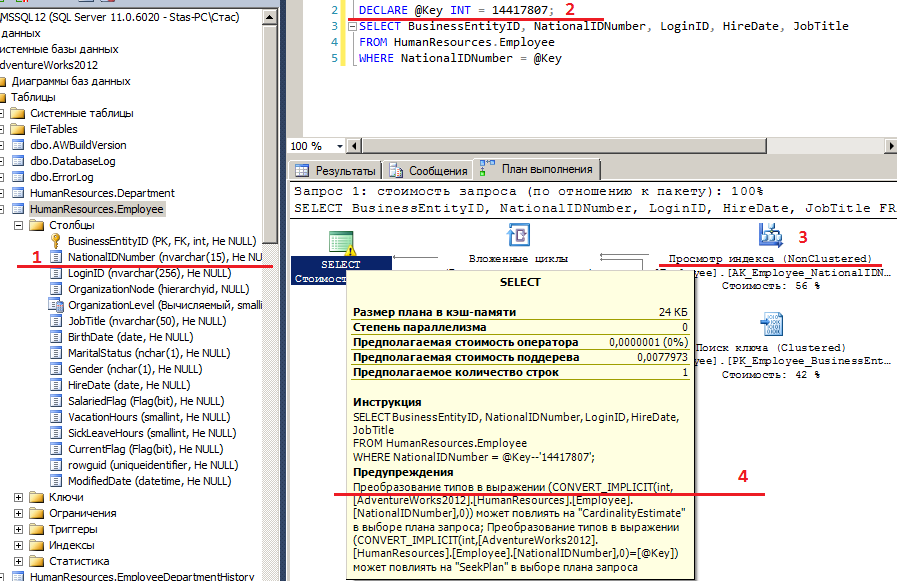 MSSQL12 (SQL Server 11.0.6020 - Stas-PC\Стас)
данных
истемные базы данных
dventureWorks2012
Диаграммы баз данных
Таблицы
Системные таблицы
FileTables
dbo.AWBuildVersion
dbo.DatabaseLog
dbo.ErrorLog
HumanResources.Department
HumanResources.Employee
Столбцы
BusinessEntityID (PK, FK, int, Не NULL)
1
NationalIDNumber (nvarchar(15), Не NU
LoginID (nvarchar(256), Не NULL)
OrganizationNode (hierarchyid, NULL)
OrganizationLevel (Вычисляемый, smalli
JobTitle (nvarchar(50), Не NULL)
BirthDate (date, Не NULL)
MaritalStatus (nchar(1), Не NULL)
Gender (nchar(1), Не NULL)
HireDate (date, Не NULL)
SalariedFlag (Flag(bit), Не NULL)
VacationHours (smallint, Не NULL)
SickLeaveHours (smallint, Не NULL)
CurrentFlag (Flag(bit), Не NULL)
rowguid (uniqueidentifier, Не NULL)
ModifiedDate (datetime, Не NULL)
Ключи
Ограничения
Триггеры
Индексы
Статистика
HumanResources.EmployeeDepartmentHistory
2 DECLARE @Key INT = 14417807; 2
3 SELECT BusinessEntityID, NationalIDNumber, LoginID, HireDate, JobTitle
4 FROM HumanResources.Employee
5 WHERE NationalIDNumber = @Key
100 %
Результаты Сообщения План выполнения
Запрос 1: стоимость запроса (по отношению к пакету): 100%
SELECT BusinessEntityID, NationalIDNumber, LoginID, HireDate, JobTitle FR
3
SELECT
Стоимост
Вложенные циклы
Просмотр индекса (NonClustered)
oyee].[AK_Employee_NationalIDN…
Стоимость: 56 %
Поиск ключа (Clustered)
ee].[PK_Employee_BusinessEnt…
Стоимость: 42 %
SELECT
Размер плана в кэш-памяти 24 КБ
Степень параллелизма 0
Предполагаемая стоимость оператора 0,0000001 (0%)
Предполагаемая стоимость поддерева 0,0077973
Предполагаемое количество строк 1
Инструкция
SELECT BusinessEntityID, NationalIDNumber, LoginID, HireDate,
JobTitle
FROM HumanResources.Employee
WHERE NationalIDNumber = @Key--'14417807';
Предупреждения
4
Преобразование типов в выражении (CONVERT_IMPLICIT(int,
[AdventureWorks2012].[HumanResources].[Employee].
[NationalIDNumber],0)) может повлиять на "CardinalityEstimate"
в выборе плана запроса; Преобразование типов в выражении
(CONVERT_IMPLICIT(int,[AdventureWorks2012].
[HumanResources].[Employee].[NationalIDNumber],0)=[@Key])
может повлиять на "SeekPlan" в выборе плана запроса